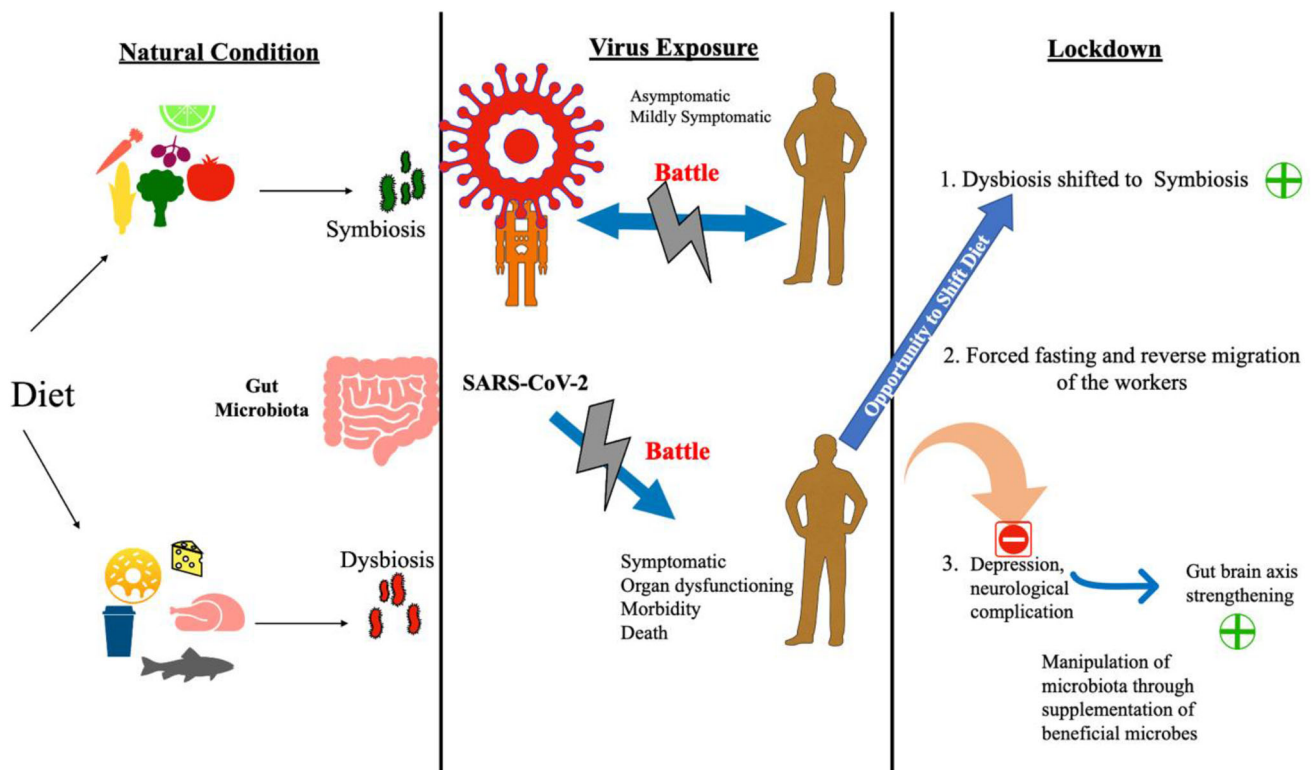 Natural Condition
Symbiosis
Diet
Gut
Microbiota
Dysbiosis
Virus Exposure
Asymptomatic
Mildly Symptomatic
Battle
SARS-CoV-2
Battle
Symptomatic
Organ dysfunctioning
Morbidity
Death
Lockdown
1. Dysbiosis shifted to Symbiosis
Opportunity to Shift Diet
2. Forced fasting and reverse migration
of the workers
3. Depression,
neurological
complication
Gut brain axis
strengthening
Manipulation of
microbiota through
supplementation of
beneficial microbes